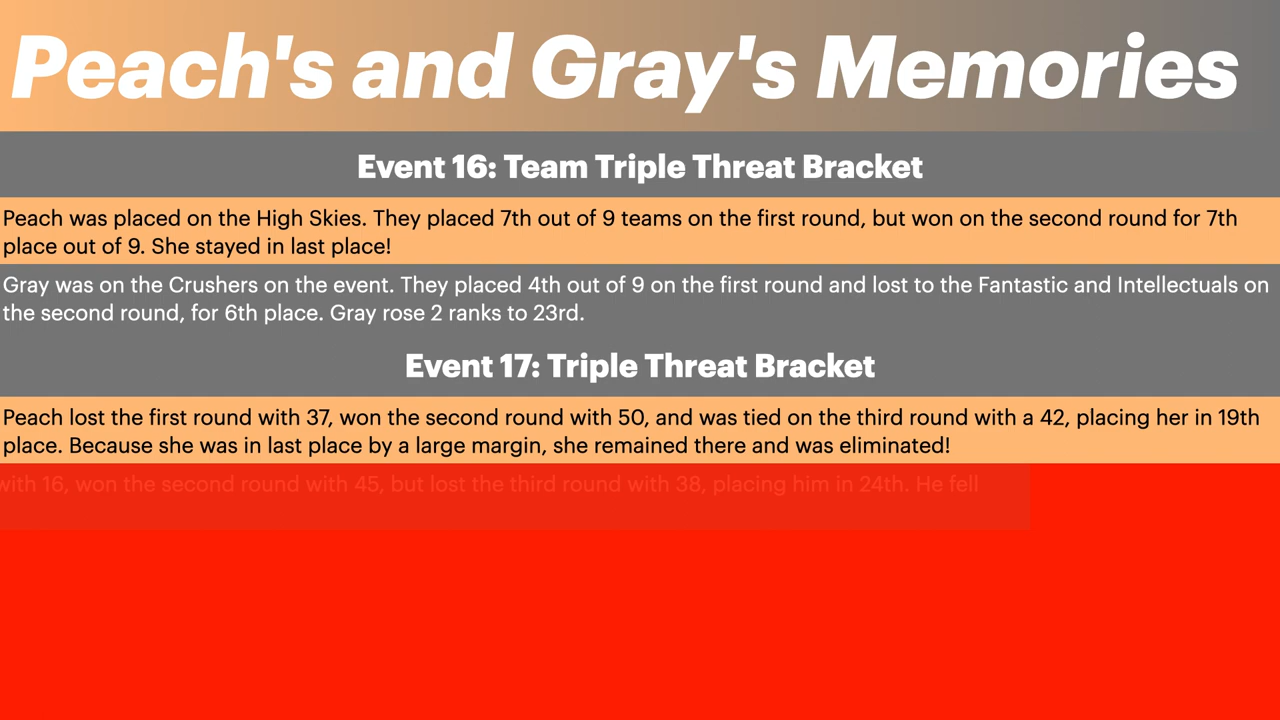 Peach's and Gray's Memories
Event 16: Team Triple Threat Bracket
Peach was placed on the High Skies. They placed 7th out of 9 teams on the first round, but won on the second round for 7th
place out of 9. She stayed in last place!
Gray was on the Crushers on the event. They placed 4th out of 9 on the first round and lost to the Fantastic and Intellectuals on
the second round, for 6th place. Gray rose 2 ranks to 23rd.
Event 17: Triple Threat Bracket
Peach lost the first round with 37, won the second round with 50, and was tied on the third round with a 42, placing her in 19th
place. Because she was in last place by a large margin, she remained there and was eliminated!
with 16, won the second round with 45, but lost the third round with 38, placing him in 24th. He fell